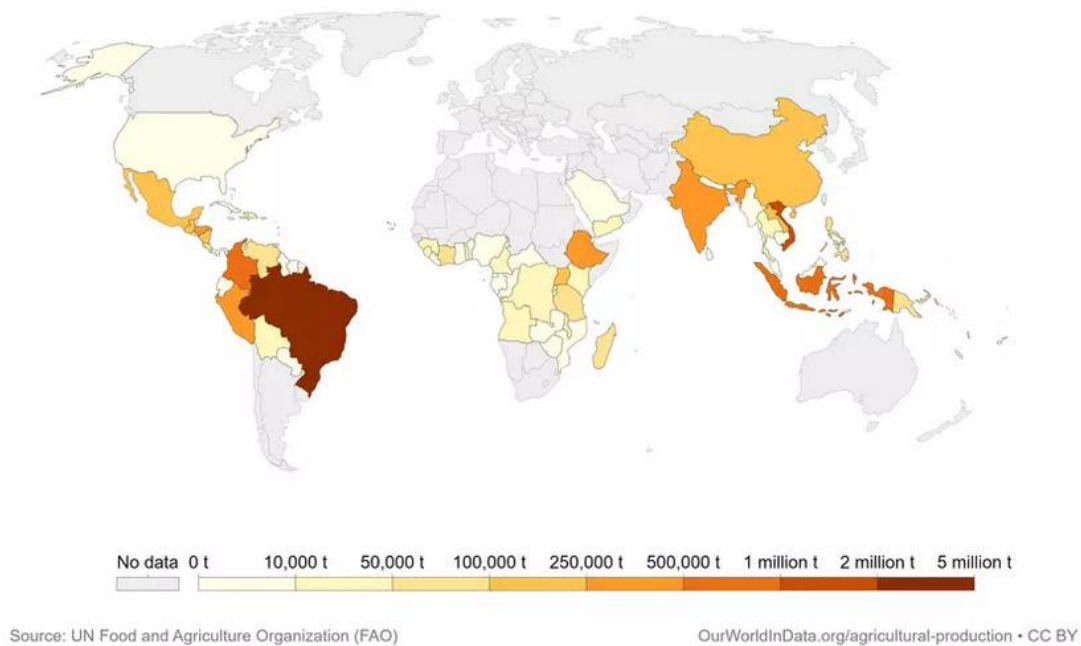 No data 0 t 10,000 t 50,000 t 100,000 t 250,000 t 500,000 t 1 million t 2 million t 5 million t
Source: UN Food and Agriculture Organization (FAO) OurWorldInData.org/agricultural-production • CC BY